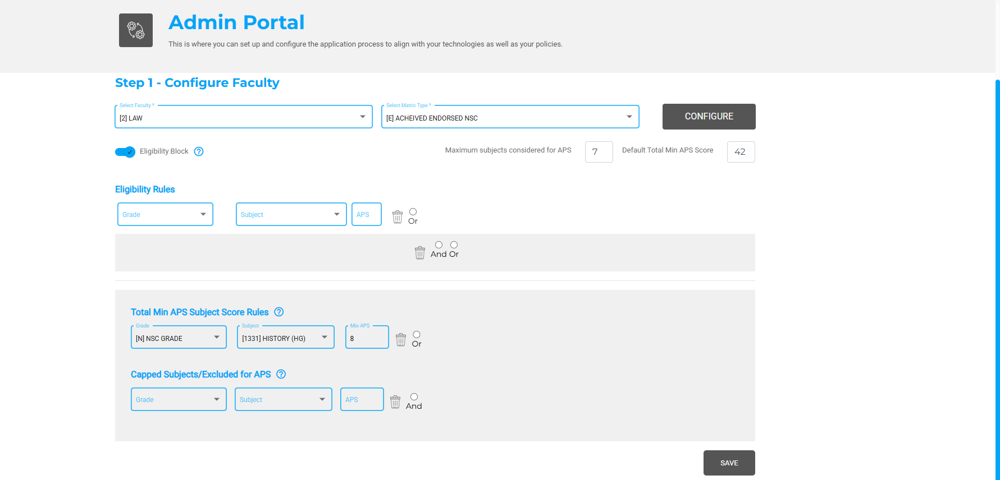 Admin Portal
This is where you can set up and configure the application process to align with your technologies as well as your policies.
Step 1 - Configure Faculty
Select Faculty * Select Matric Type *
[2] LAW [E] ACHEIVED ENDORSED NSC CONFIGURE
Eligibility Block ? Maximum subjects considered for APS 7 Default Total Min APS Score 42
Eligibility Rules
Grade Subject APS Or
And Or
Total Min APS Subject Score Rules ?
Grade Subject Min APS
[N] NSC GRADE [1331] HISTORY (HG) 8 Or
Capped Subjects/Excluded for APS ?
Grade Subject APS And
SAVE